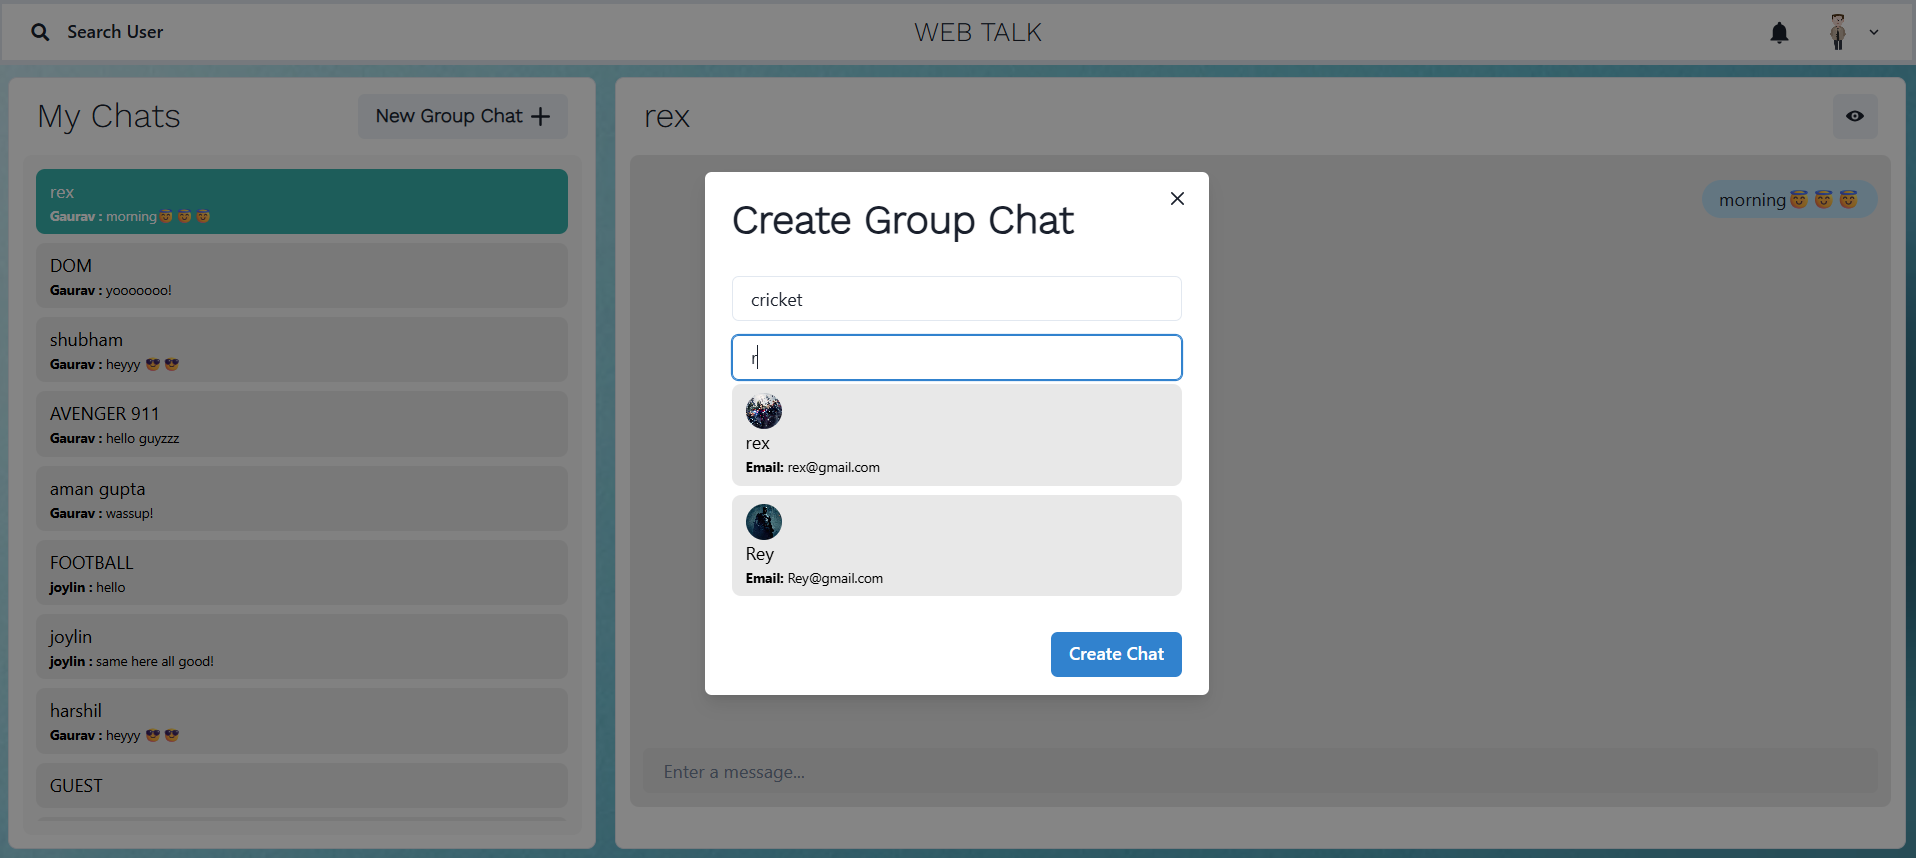 Search User
WEB TALK
My Chats
New Group Chat
rex
Gaurav : morning😇 😇 😇
DOM
Gaurav : yooooooo!
shubham
Gaurav : heyyy 😎 😎
AVENGER 911
Gaurav : hello guyzzz
aman gupta
Gaurav : wassup!
FOOTBALL
joylin : hello
joylin
joylin : same here all good!
harshil
Gaurav : heyyy 😎 😎
GUEST
rex
morning😇 😇 😇
Enter a message...
Create Group Chat
cricket
r
rex
Email: rex@gmail.com
Rey
Email: Rey@gmail.com
Create Chat